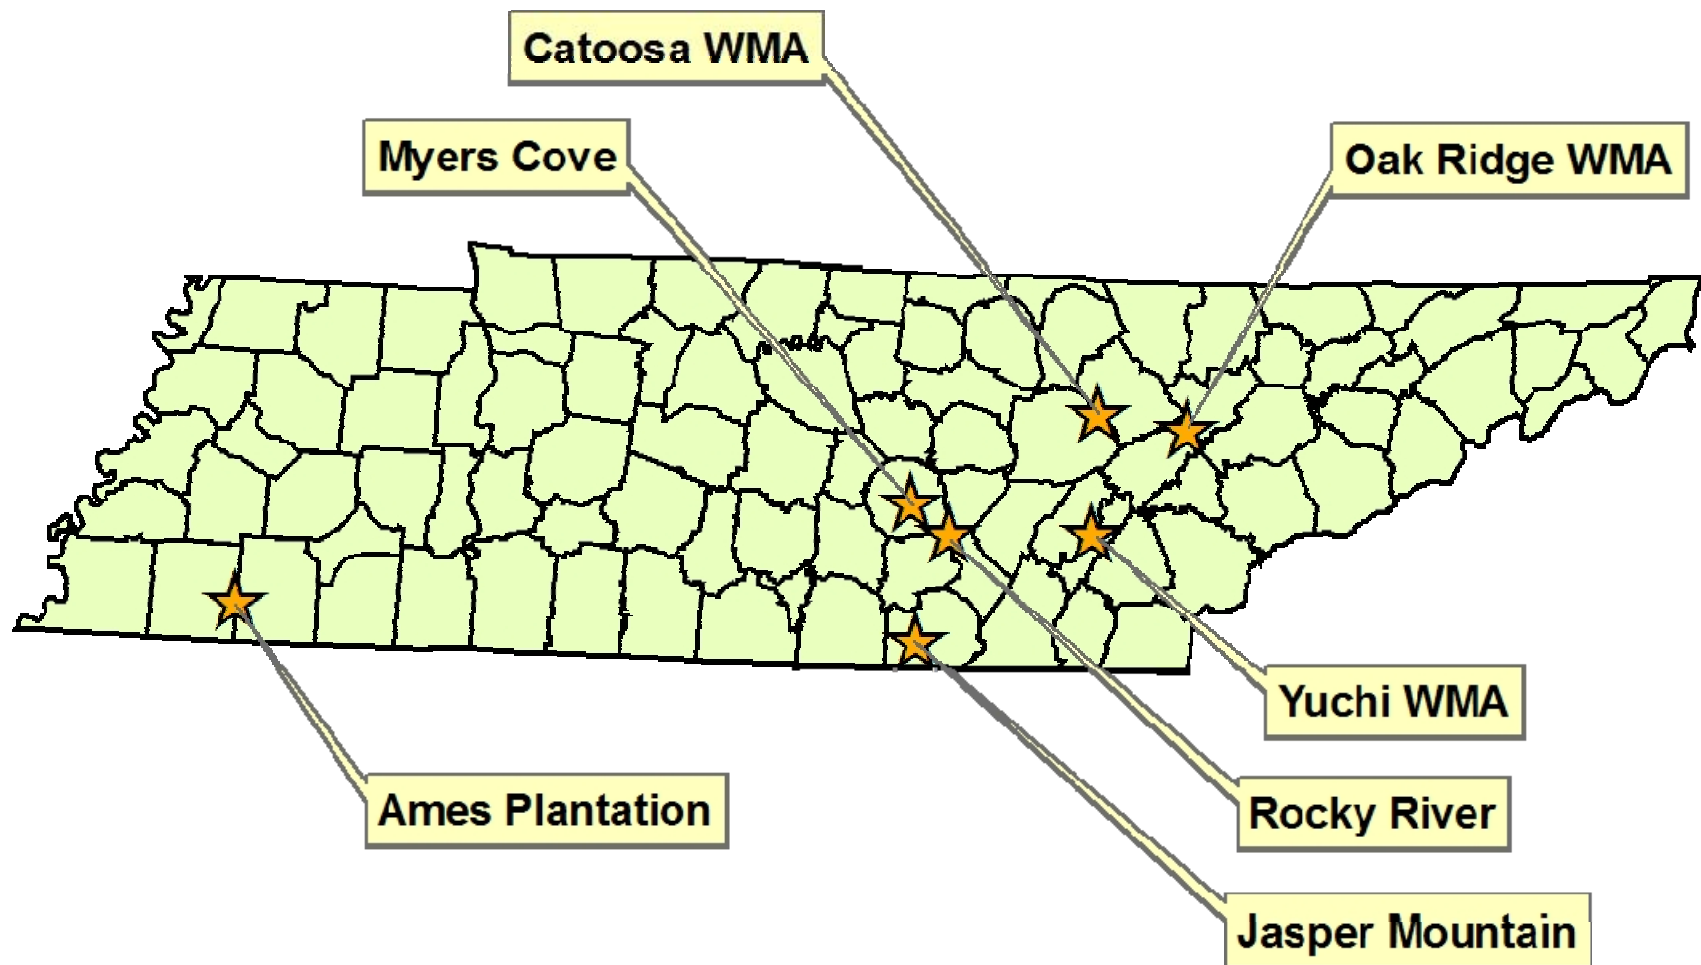 Catoosa WMA
Myers Cove
Oak Ridge WMA
Yuchi WMA
Ames Plantation
Rocky River
Jasper Mountain